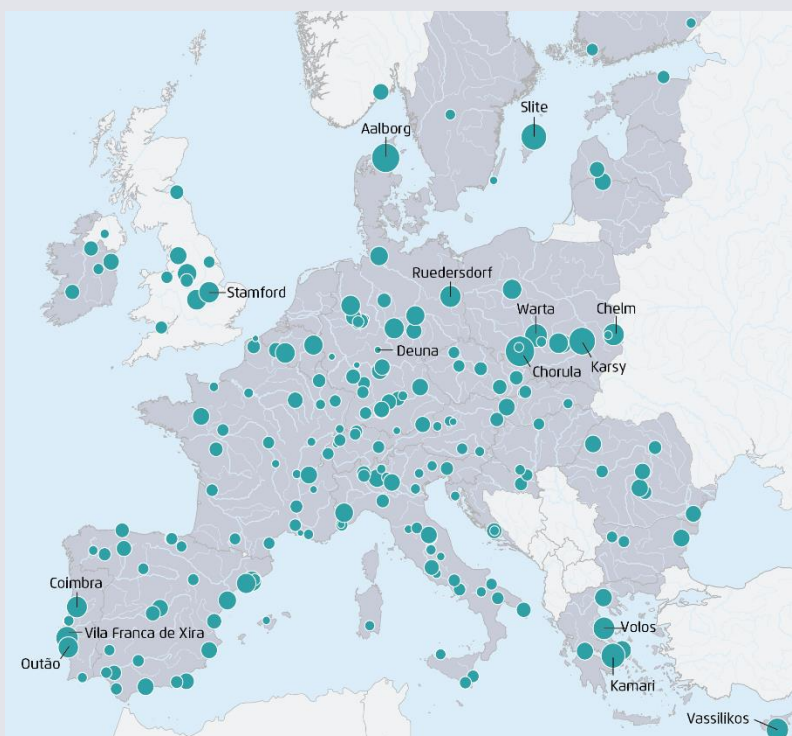 Slite
Aalborg
Ruedersdorf
Stamford
Warta
Chelm
Deuna
Chorula
Karsy
Coimbra
Vila Franca de Xira
Outão
Volos
Kamari
Vassilikos